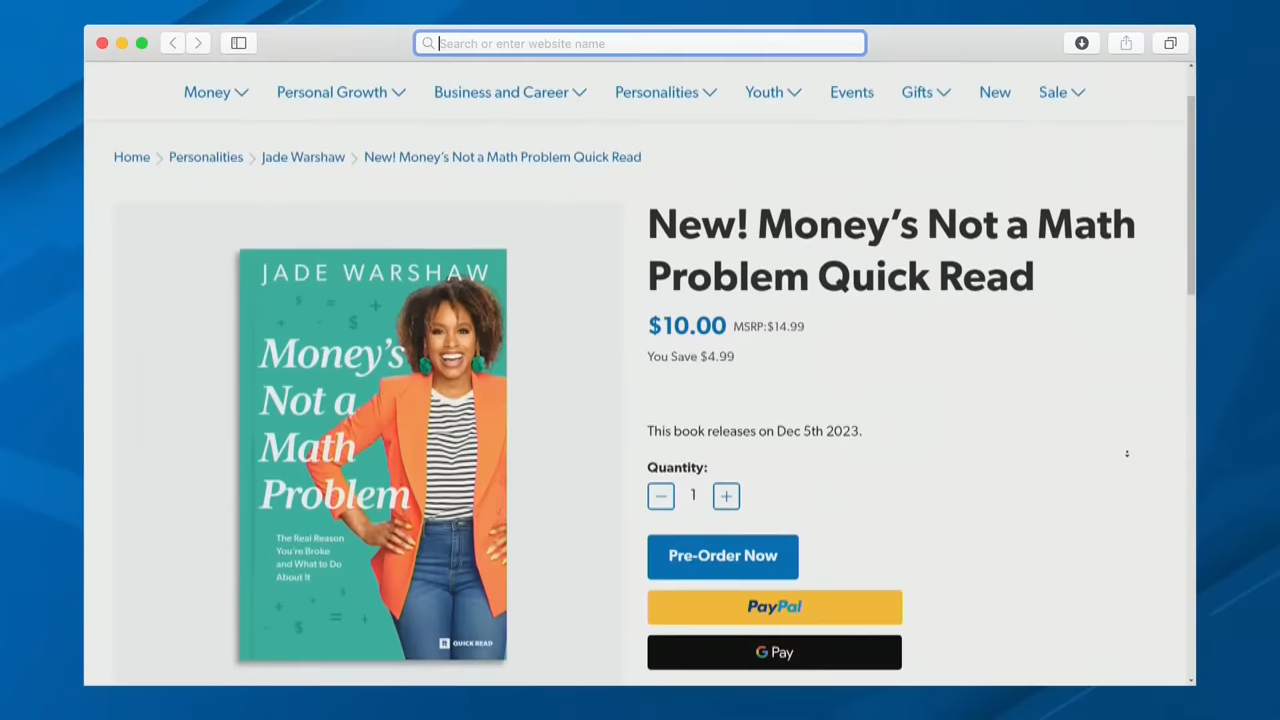 Search or enter website name
Money Personal Growth Business and Career Personalities Youth Events Gifts New Sale
Home Personalities Jade Warshaw New! Money's Not a Math Problem Quick Read
New! Money's Not a Math
Problem Quick Read
$10.00 MSRP:$14.99
You Save $4.99
This book releases on Dec 5th 2023.
Quantity:
1
Pre-Order Now
PayPal
G Pay
JADE WARSHAW
Money's
Not a
Math
Problem
The Real Reason
You're Broke
and What to Do
About It
QUICK READ